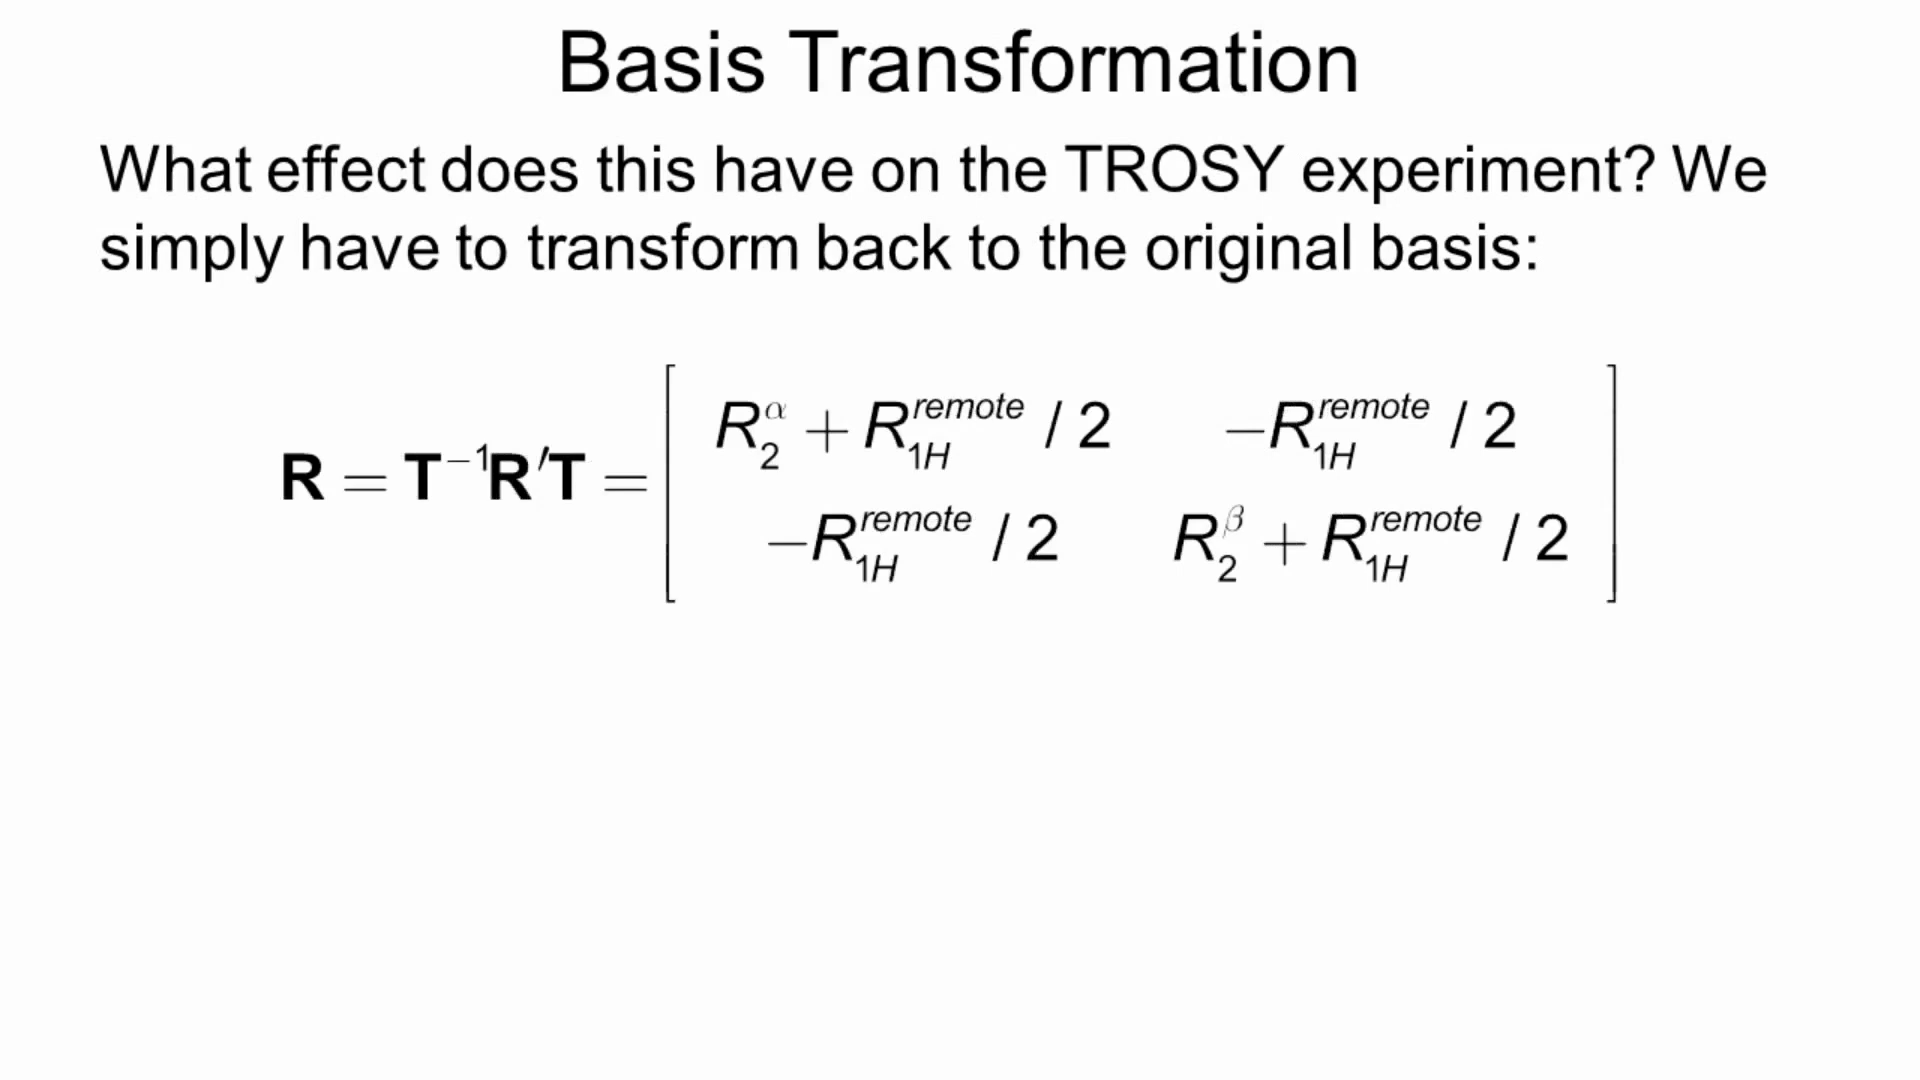 Basis Transformation
What effect does this have on the TROSY experiment? We
simply have to transform back to the original basis:
R = T⁻¹R′T = [ R₂^α + R_1H^remote / 2   −R_1H^remote / 2
−R_1H^remote / 2   R₂^β + R_1H^remote / 2 ]